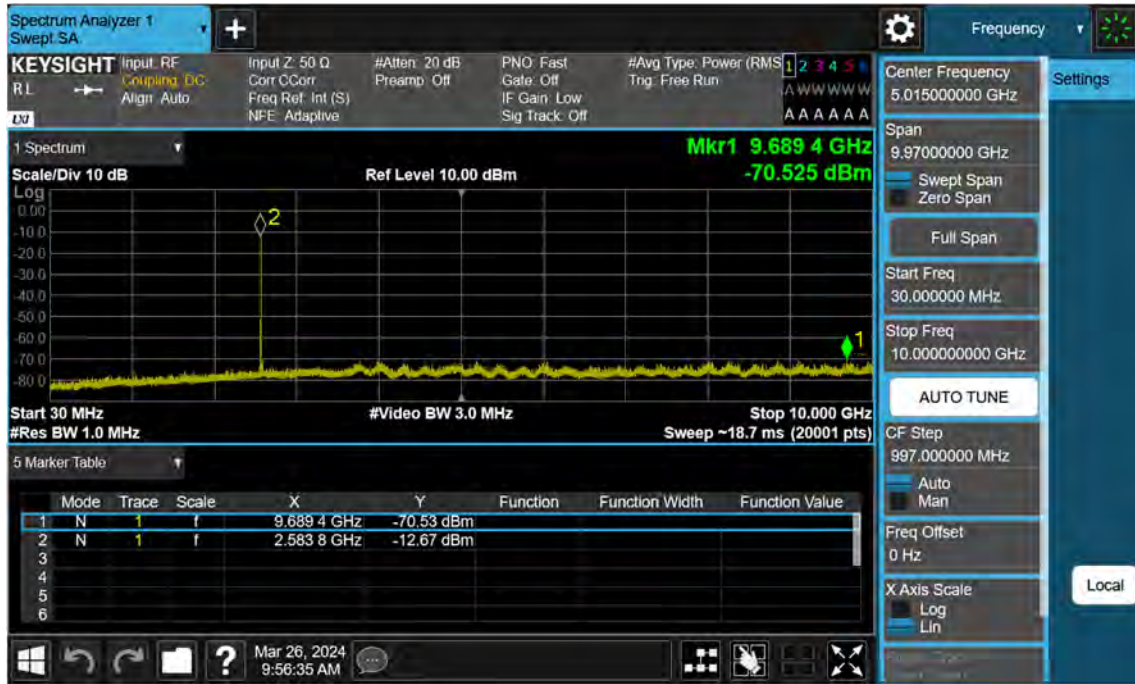 Spectrum Analyzer 1
Swept SA
+
Frequency
KEYSIGHT
RL
LXI
Input: RF
Coupling: DC
Align: Auto
Input Z: 50 Ω
Corr CCorr
Freq Ref: Int (S)
NFE: Adaptive
#Atten: 20 dB
Preamp: Off
PNO: Fast
Gate: Off
IF Gain: Low
Sig Track: Off
#Avg Type: Power (RMS
Trig: Free Run
1 2 3 4 5 6
A W W W W W
A A A A A A
1 Spectrum
Scale/Div 10 dB
Ref Level 10.00 dBm
Mkr1 9.689 4 GHz
-70.525 dBm
Log
0.00
-10.0
-20.0
-30.0
-40.0
-50.0
-60.0
-70.0
-80.0
2
1
Start 30 MHz
#Video BW 3.0 MHz
Stop 10.000 GHz
#Res BW 1.0 MHz
Sweep ~18.7 ms (20001 pts)
5 Marker Table
Mode Trace Scale X Y Function Function Width Function Value
1 N 1 f 9.689 4 GHz -70.53 dBm
2 N 1 f 2.583 8 GHz -12.67 dBm
3
4
5
6
?
Mar 26, 2024
9:56:35 AM
Center Frequency
5.015000000 GHz
Span
9.97000000 GHz
Swept Span
Zero Span
Full Span
Start Freq
30.000000 MHz
Stop Freq
10.000000000 GHz
AUTO TUNE
CF Step
997.000000 MHz
Auto
Man
Freq Offset
0 Hz
X Axis Scale
Log
Lin
Settings
Local